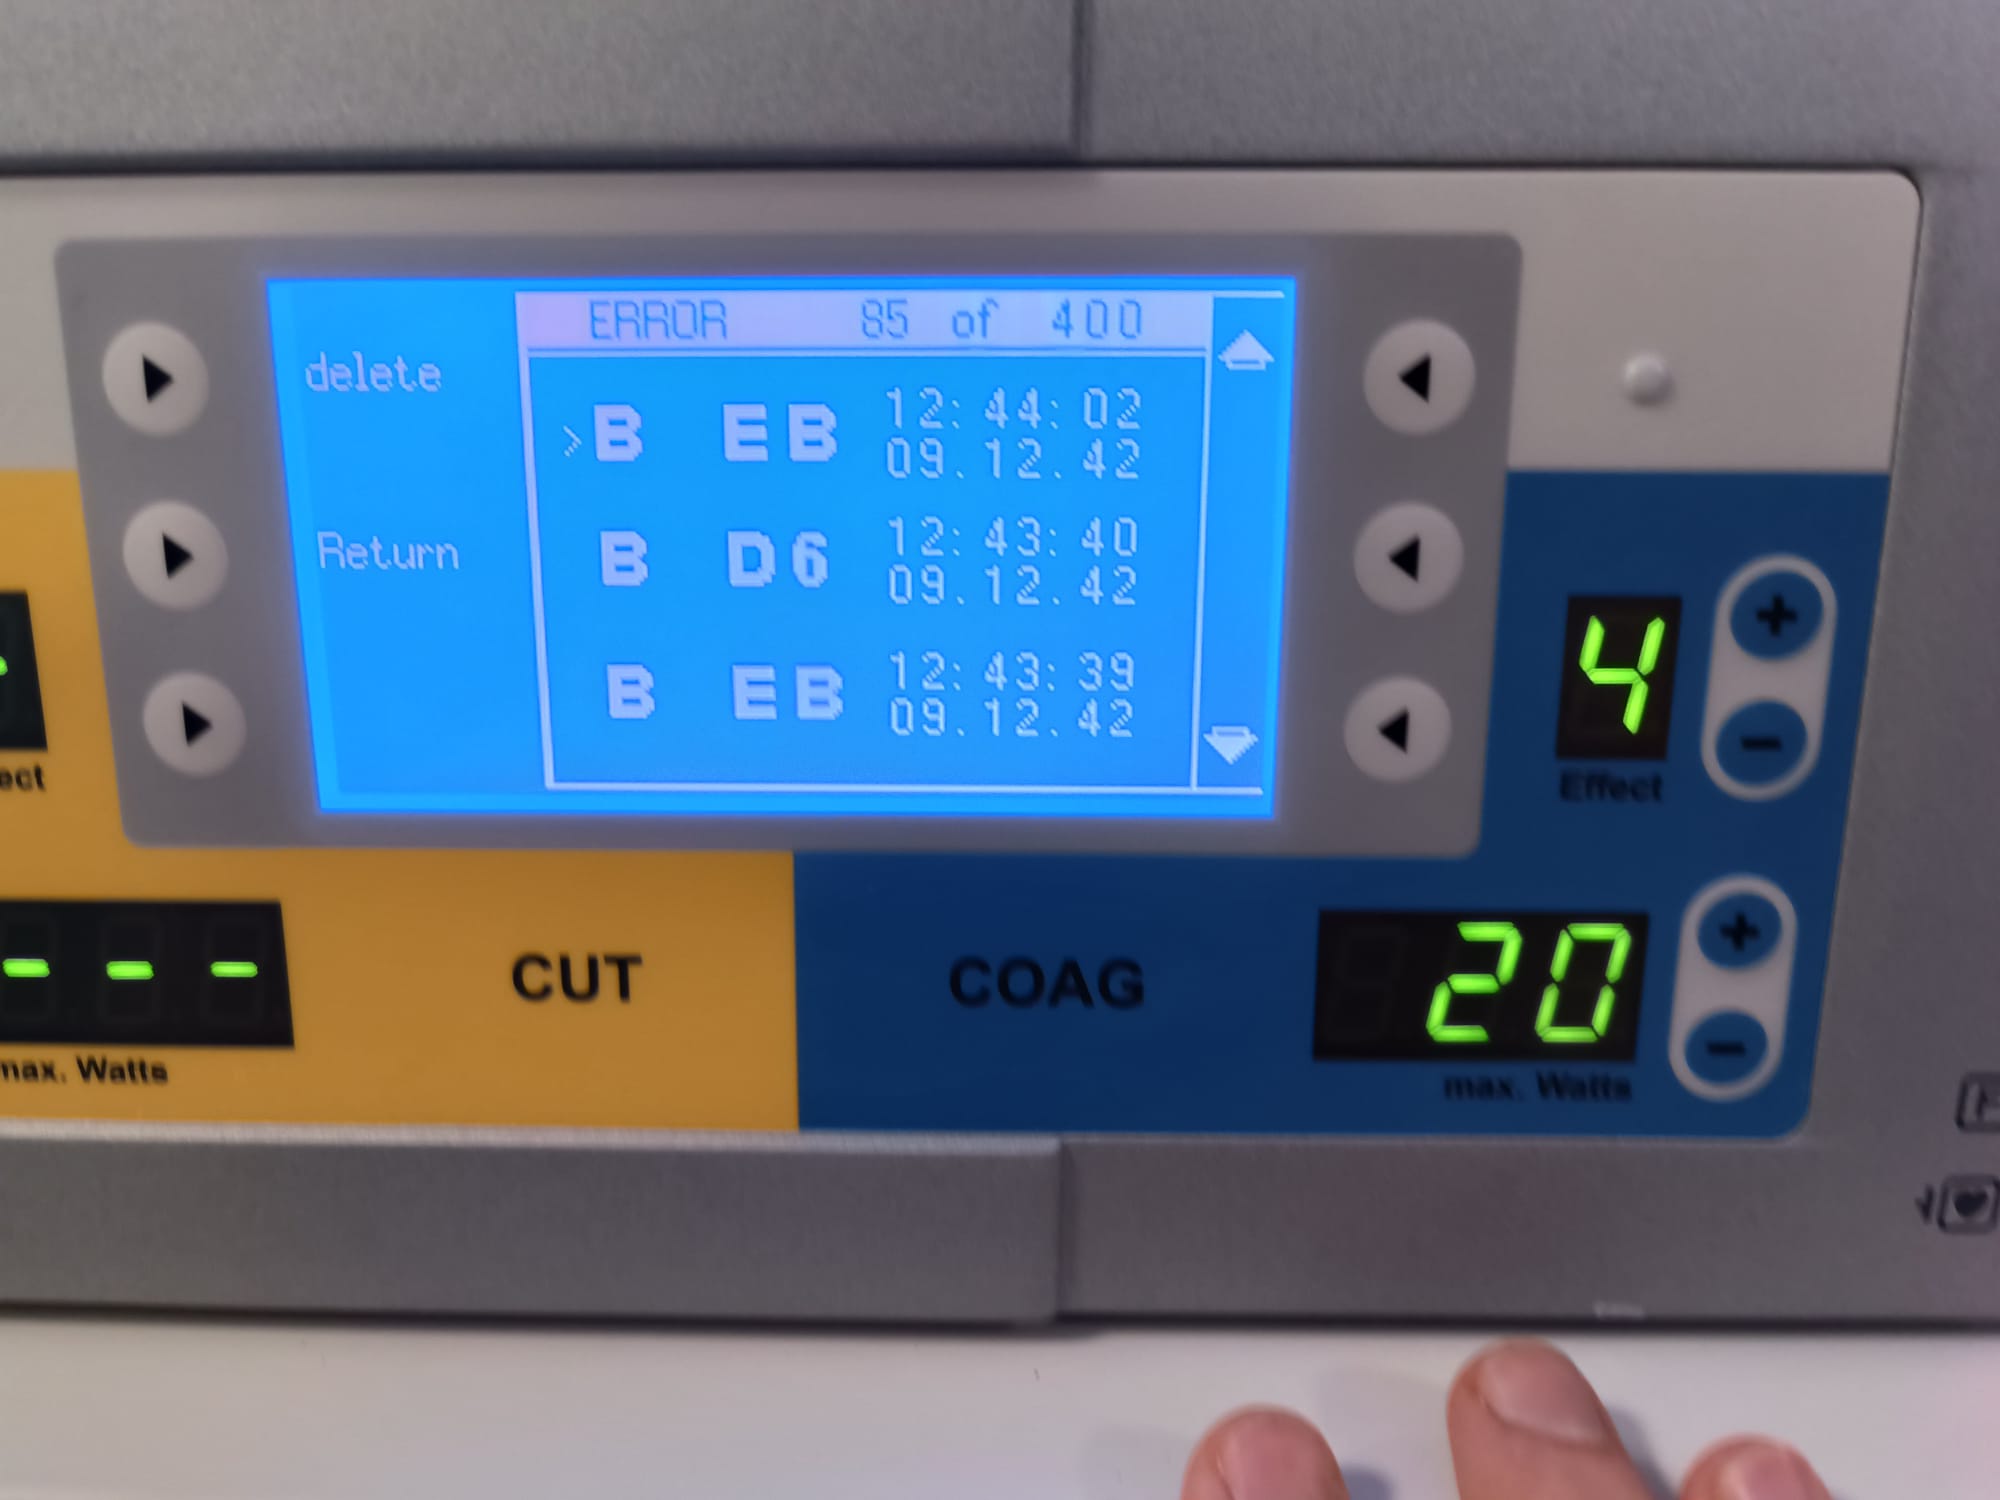 ERROR 85 of 400
delete
> B EB 12:44:02
09.12.42
Return
B D6 12:43:40
09.12.42
B EB 12:43:39
09.12.42
4
+
-
Effect
ect
- - -
CUT
COAG
20
+
-
max. Watts
max. Watts